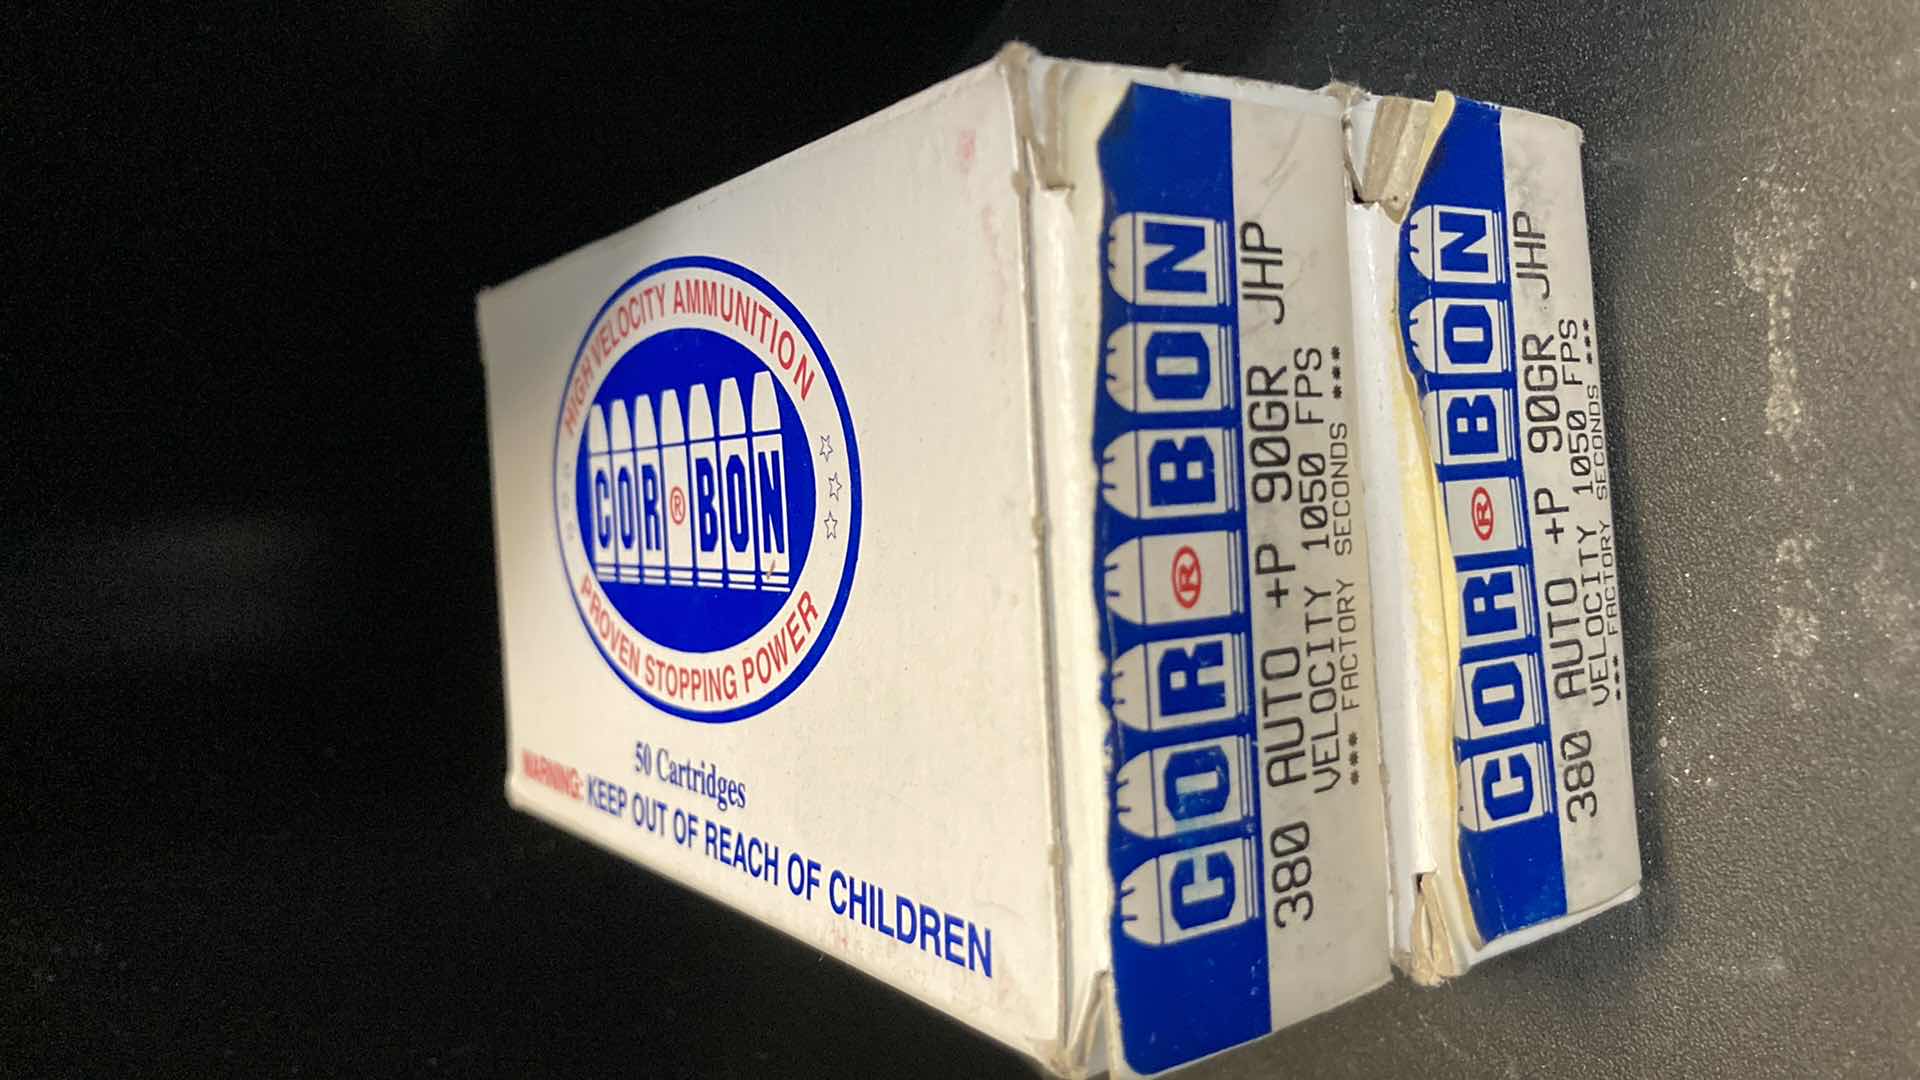 HIGH VELOCITY AMMUNITION
COR®BON
PROVEN STOPPING POWER
50 Cartridges
WARNING: KEEP OUT OF REACH OF CHILDREN
COR®BON
380 AUTO +P 90GR JHP
VELOCITY 1050 FPS
*** FACTORY SECONDS ***
COR®BON
380 AUTO +P 90GR JHP
VELOCITY 1050 FPS
*** FACTORY SECONDS ***